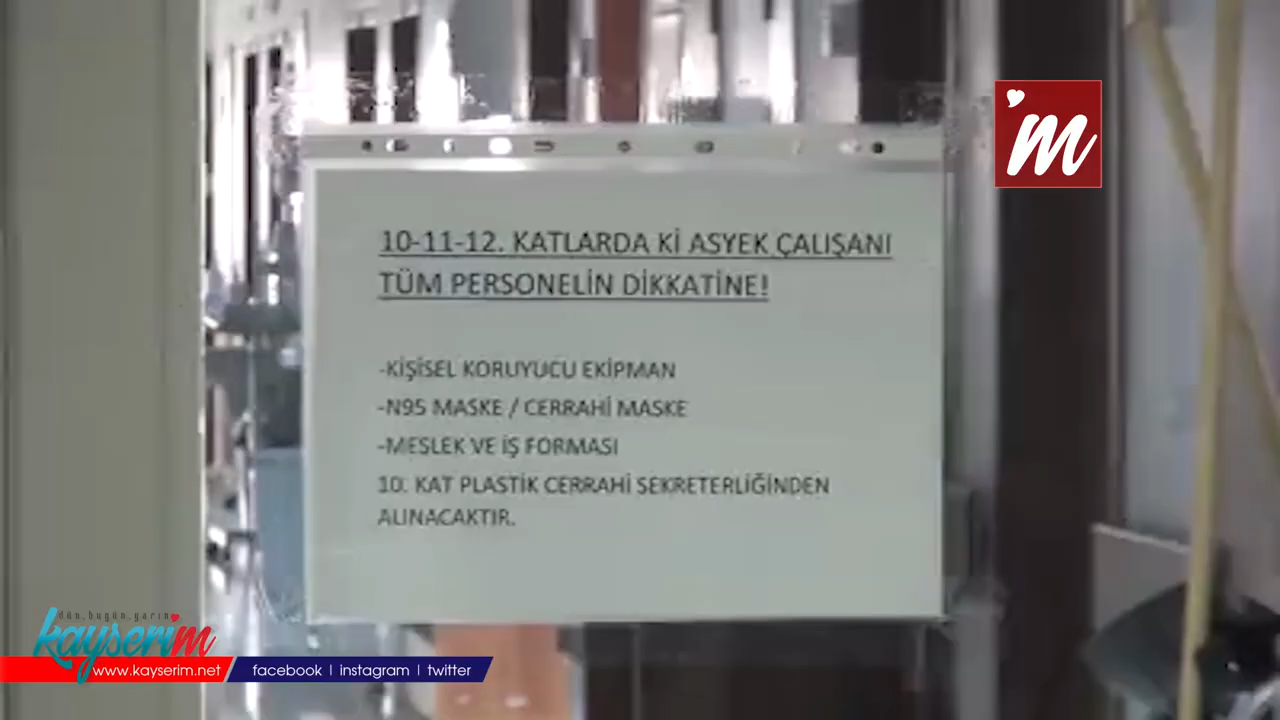 'm
10-11-12. KATLARDA Kİ ASYEK ÇALIŞANI
TÜM PERSONELİN DİKKATİNE!
-KİŞİSEL KORUYUCU EKİPMAN
-N95 MASKE / CERRAHİ MASKE
-MESLEK VE İŞ FORMASI
10. KAT PLASTİK CERRAHİ SEKRETERLİĞİNDEN
ALINACAKTIR.
dün.bugün.yarın
kayserim
www.kayserim.net facebook | instagram | twitter